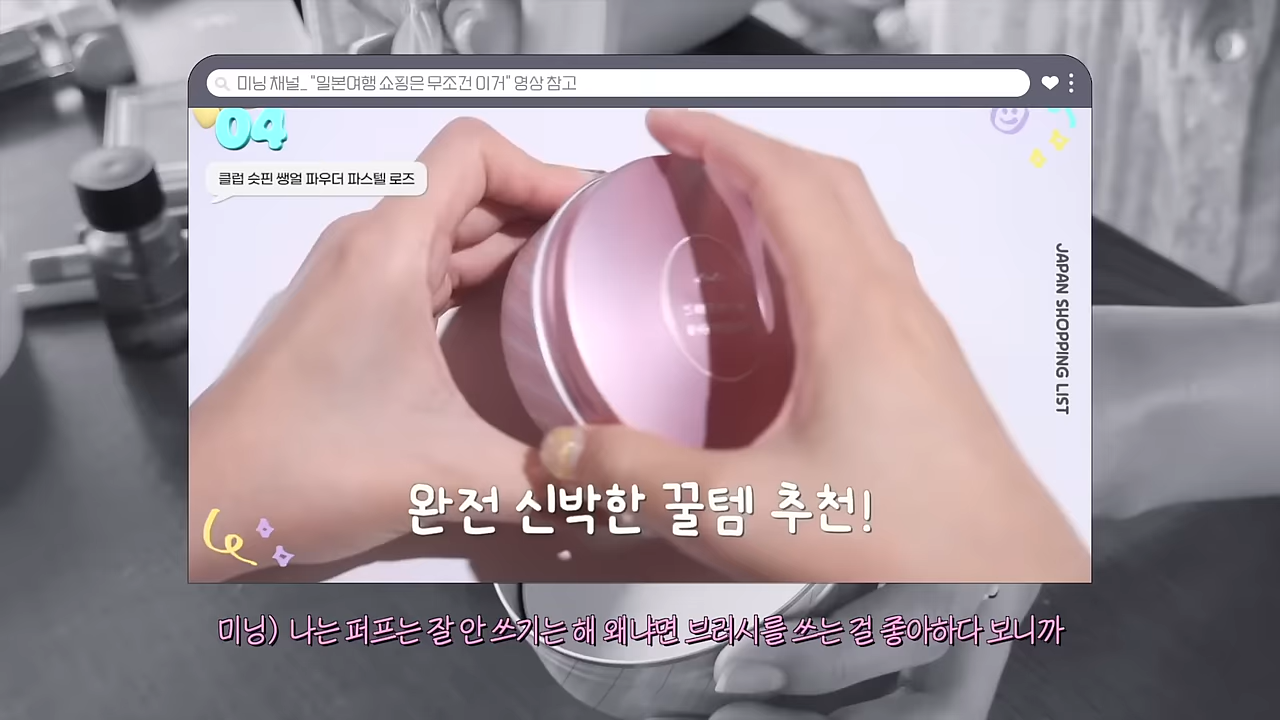 미닝 채널_ "일본여행 쇼핑은 무조건 이거" 영상 참고
04
클럽 슷핀 쌩얼 파우더 파스텔 로즈
JAPAN SHOPPING LIST
완전 신박한 꿀템 추천!
미닝) 나는 퍼프는 잘 안 쓰기는 해 왜냐면 브러시를 쓰는 걸 좋아하다 보니까